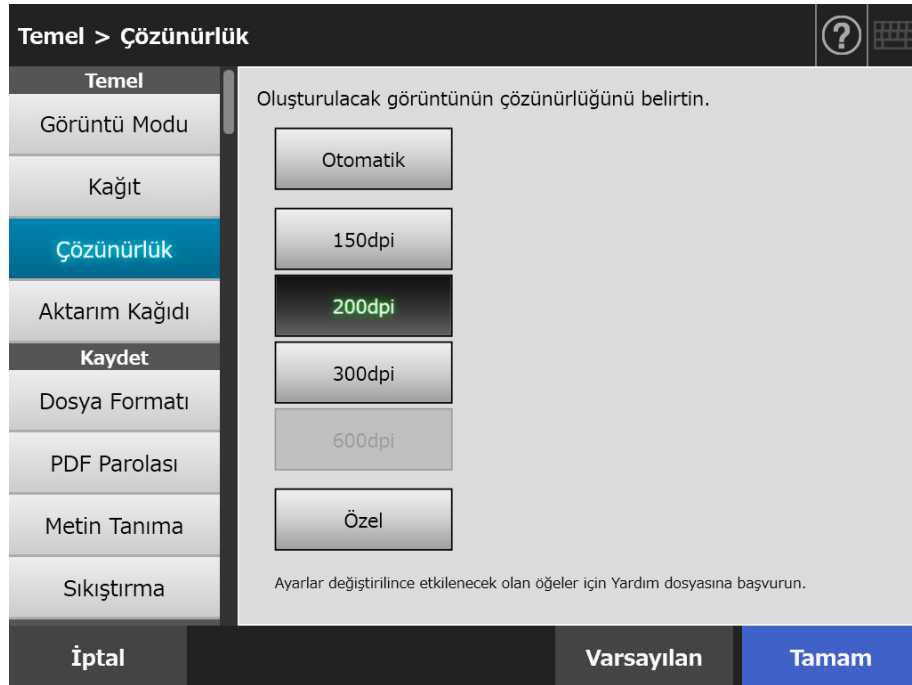 Temel > Çözünürlük
?
Temel
Görüntü Modu
Kağıt
Çözünürlük
Aktarım Kağıdı
Kaydet
Dosya Formatı
PDF Parolası
Metin Tanıma
Sıkıştırma
Oluşturulacak görüntünün çözünürlüğünü belirtin.
Otomatik
150dpi
200dpi
300dpi
600dpi
Özel
Ayarlar değiştirilince etkilenecek olan öğeler için Yardım dosyasına başvurun.
İptal
Varsayılan
Tamam